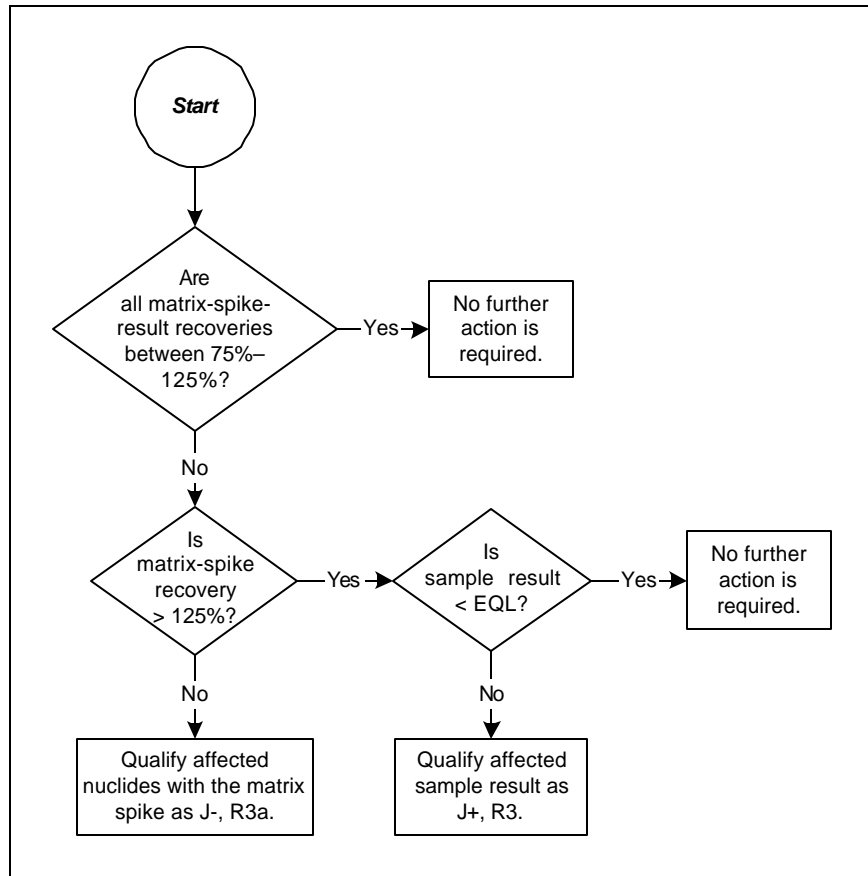 Start
Are
all matrix-spike-
result recoveries
between 75%–
125%?
Yes
No further
action is
required.
No
Is
matrix-spike
recovery
> 125%?
Yes
Is
sample result
< EQL?
Yes
No further
action is
required.
No
No
Qualify affected
nuclides with the matrix
spike as J-, R3a.
Qualify affected
sample result as
J+, R3.